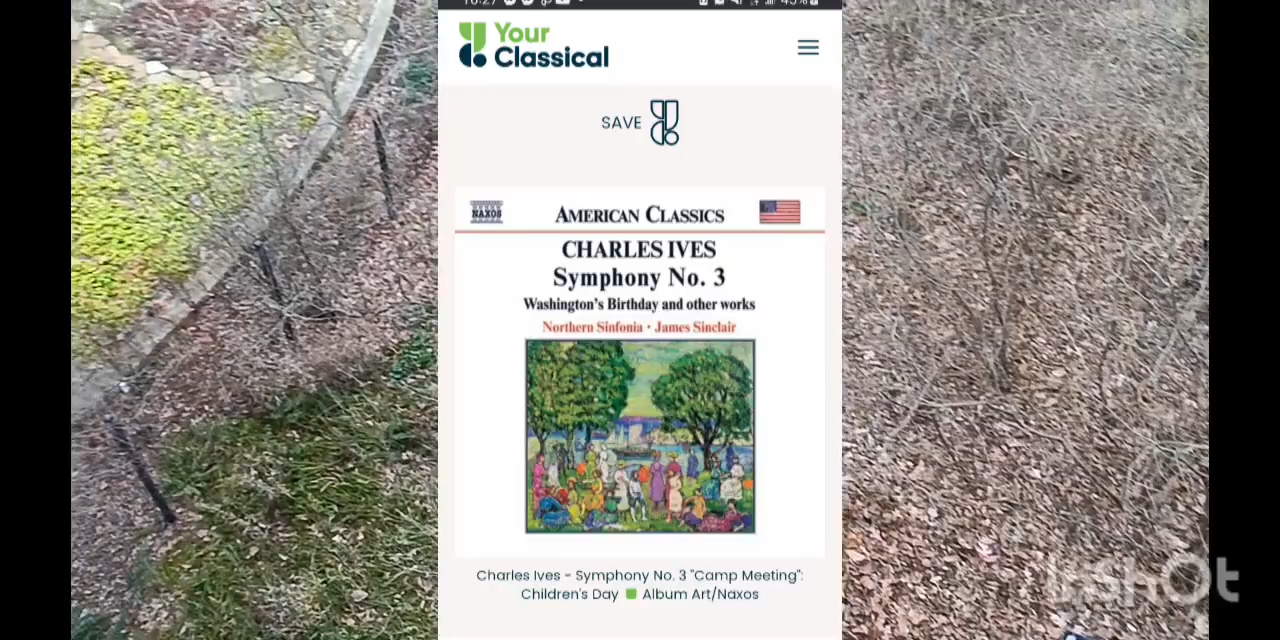 Your
Classical
SAVE
NAXOS
AMERICAN CLASSICS
CHARLES IVES
Symphony No. 3
Washington's Birthday and other works
Northern Sinfonia • James Sinclair
Charles Ives - Symphony No. 3 "Camp Meeting":
Children's Day ■ Album Art/Naxos